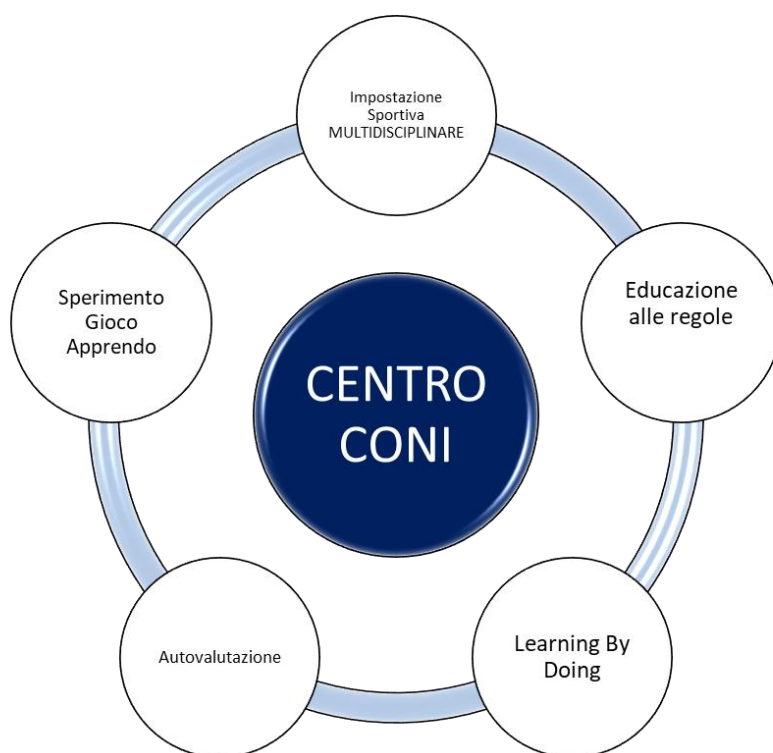 Impostazione
Sportiva
MULTIDISCIPLINARE
Educazione
alle regole
Learning By
Doing
Autovalutazione
Sperimento
Gioco
Apprendo
CENTRO
CONI